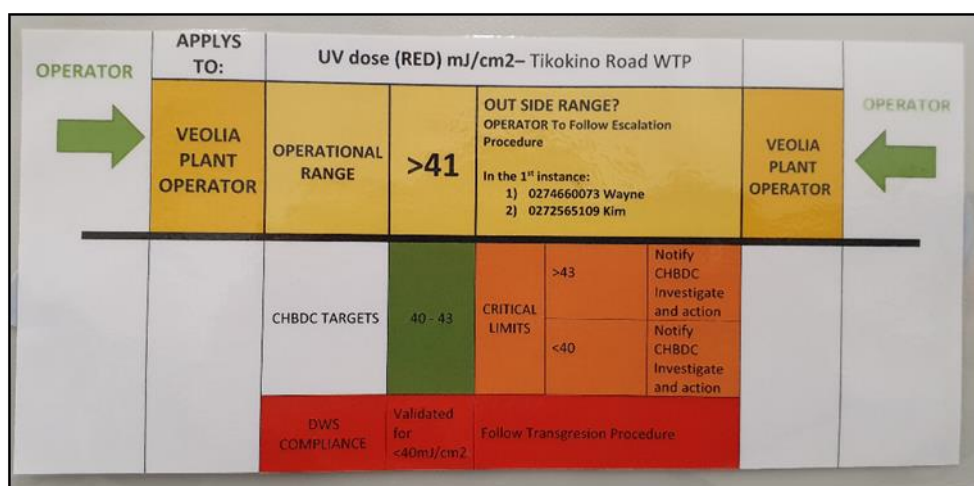 OPERATOR
APPLYS
TO:
UV dose (RED) mJ/cm2– Tikokino Road WTP
OPERATOR
VEOLIA
PLANT
OPERATOR
OPERATIONAL
RANGE
>41
OUT SIDE RANGE?
OPERATOR To Follow Escalation
Procedure
In the 1st instance:
1) 0274660073 Wayne
2) 0272565109 Kim
VEOLIA
PLANT
OPERATOR
CHBDC TARGETS
40 - 43
CRITICAL
LIMITS
>43
Notify
CHBDC
Investigate
and action
<40
Notify
CHBDC
Investigate
and action
DWS
COMPLIANCE
Validated
for
<40mJ/cm2
Follow Transgresion Procedure